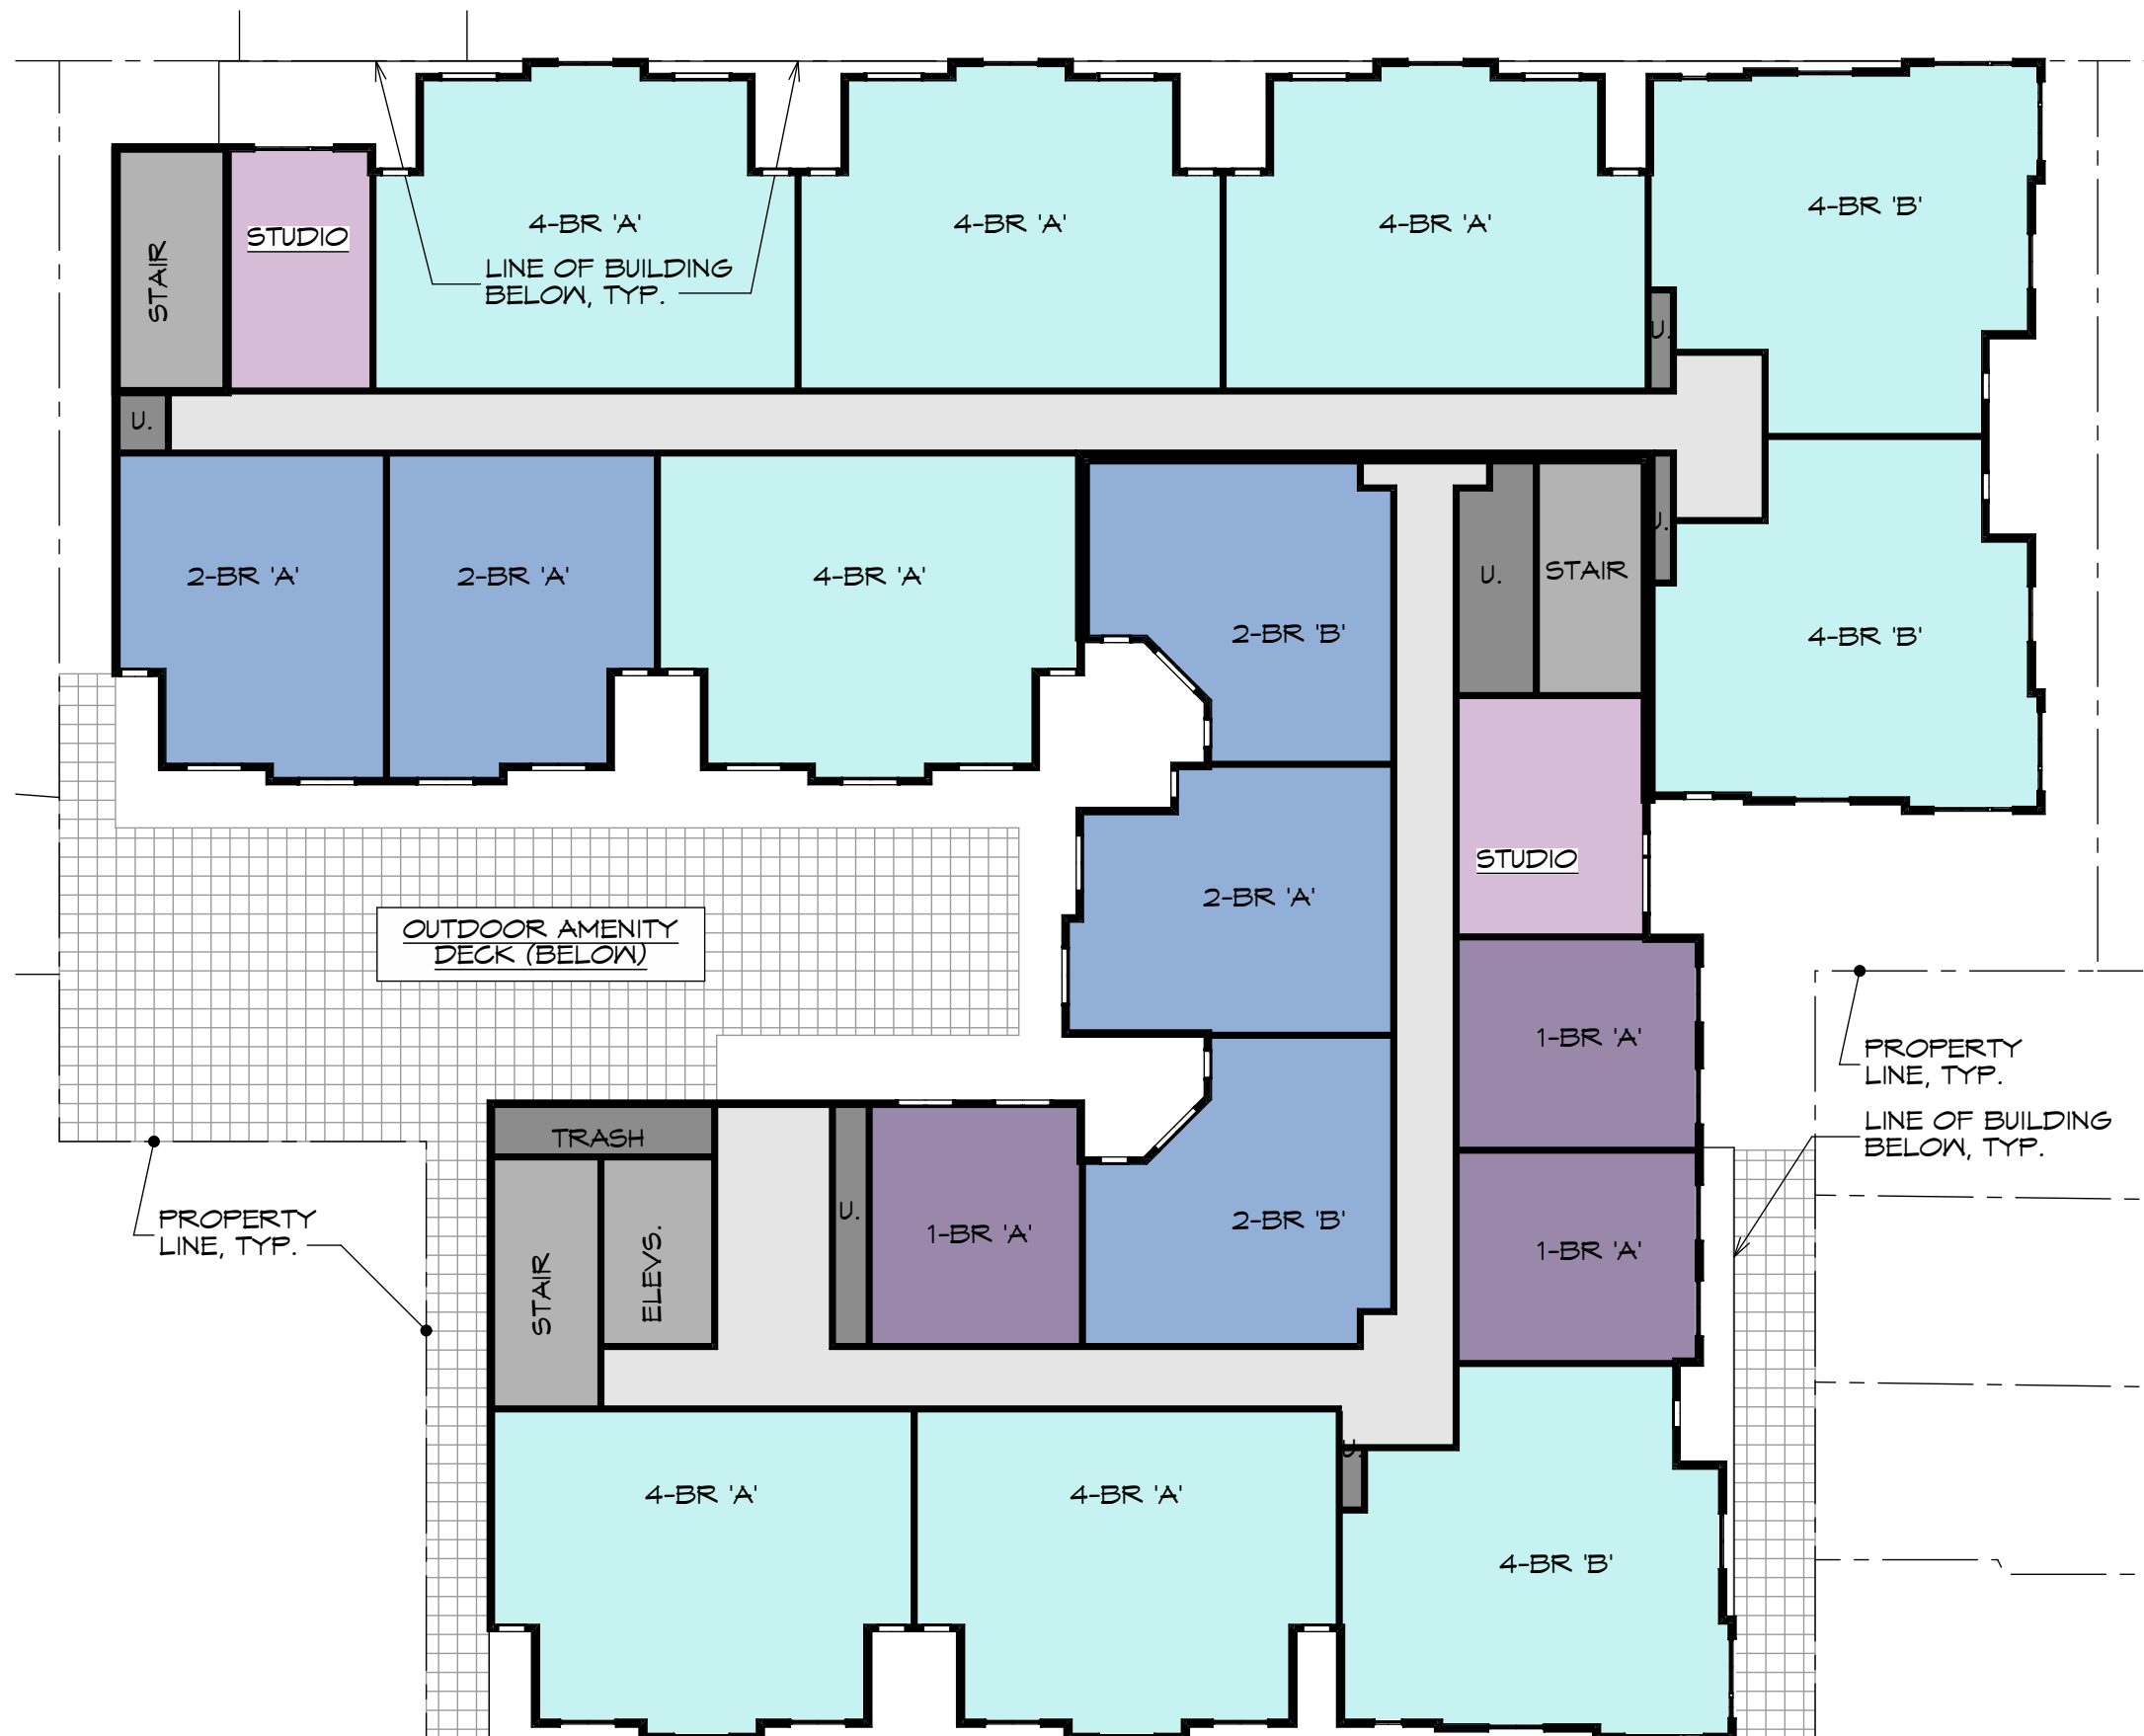 4-BR 'A'
4-BR 'A'
4-BR 'A'
4-BR 'B'
STUDIO
STAIR
LINE OF BUILDING
BELOW, TYP.
U.
U.
2-BR 'A'
2-BR 'A'
4-BR 'A'
2-BR 'B'
U.
STAIR
U.
4-BR 'B'
STUDIO
2-BR 'A'
OUTDOOR AMENITY
DECK (BELOW)
1-BR 'A'
PROPERTY
LINE, TYP.
LINE OF BUILDING
BELOW, TYP.
TRASH
PROPERTY
LINE, TYP.
STAIR
ELEVS.
U.
1-BR 'A'
2-BR 'B'
1-BR 'A'
U.
4-BR 'A'
4-BR 'A'
4-BR 'B'